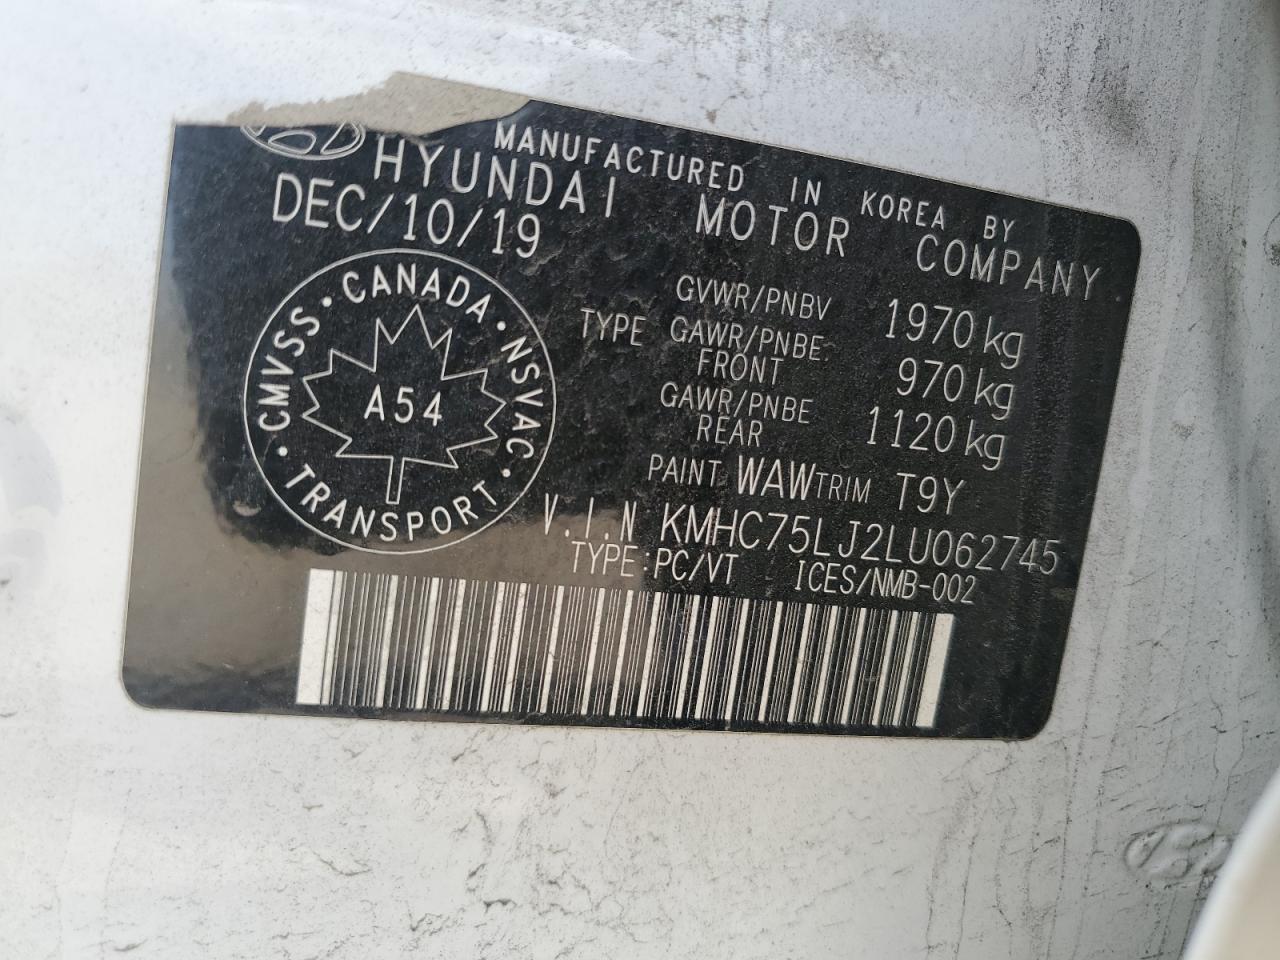 MANUFACTURED IN KOREA BY
HYUNDAI MOTOR COMPANY
DEC/10/19
GVWR/PNBV 1970 kg
TYPE GAWR/PNBE FRONT 970 kg
GAWR/PNBE REAR 1120 kg
PAINT WAW TRIM T9Y
V.I.N KMHC75LJ2LU062745
TYPE:PC/VT ICES/NMB-002
CMVSS · CANADA · NSVAC · TRANSPORT ·
A54